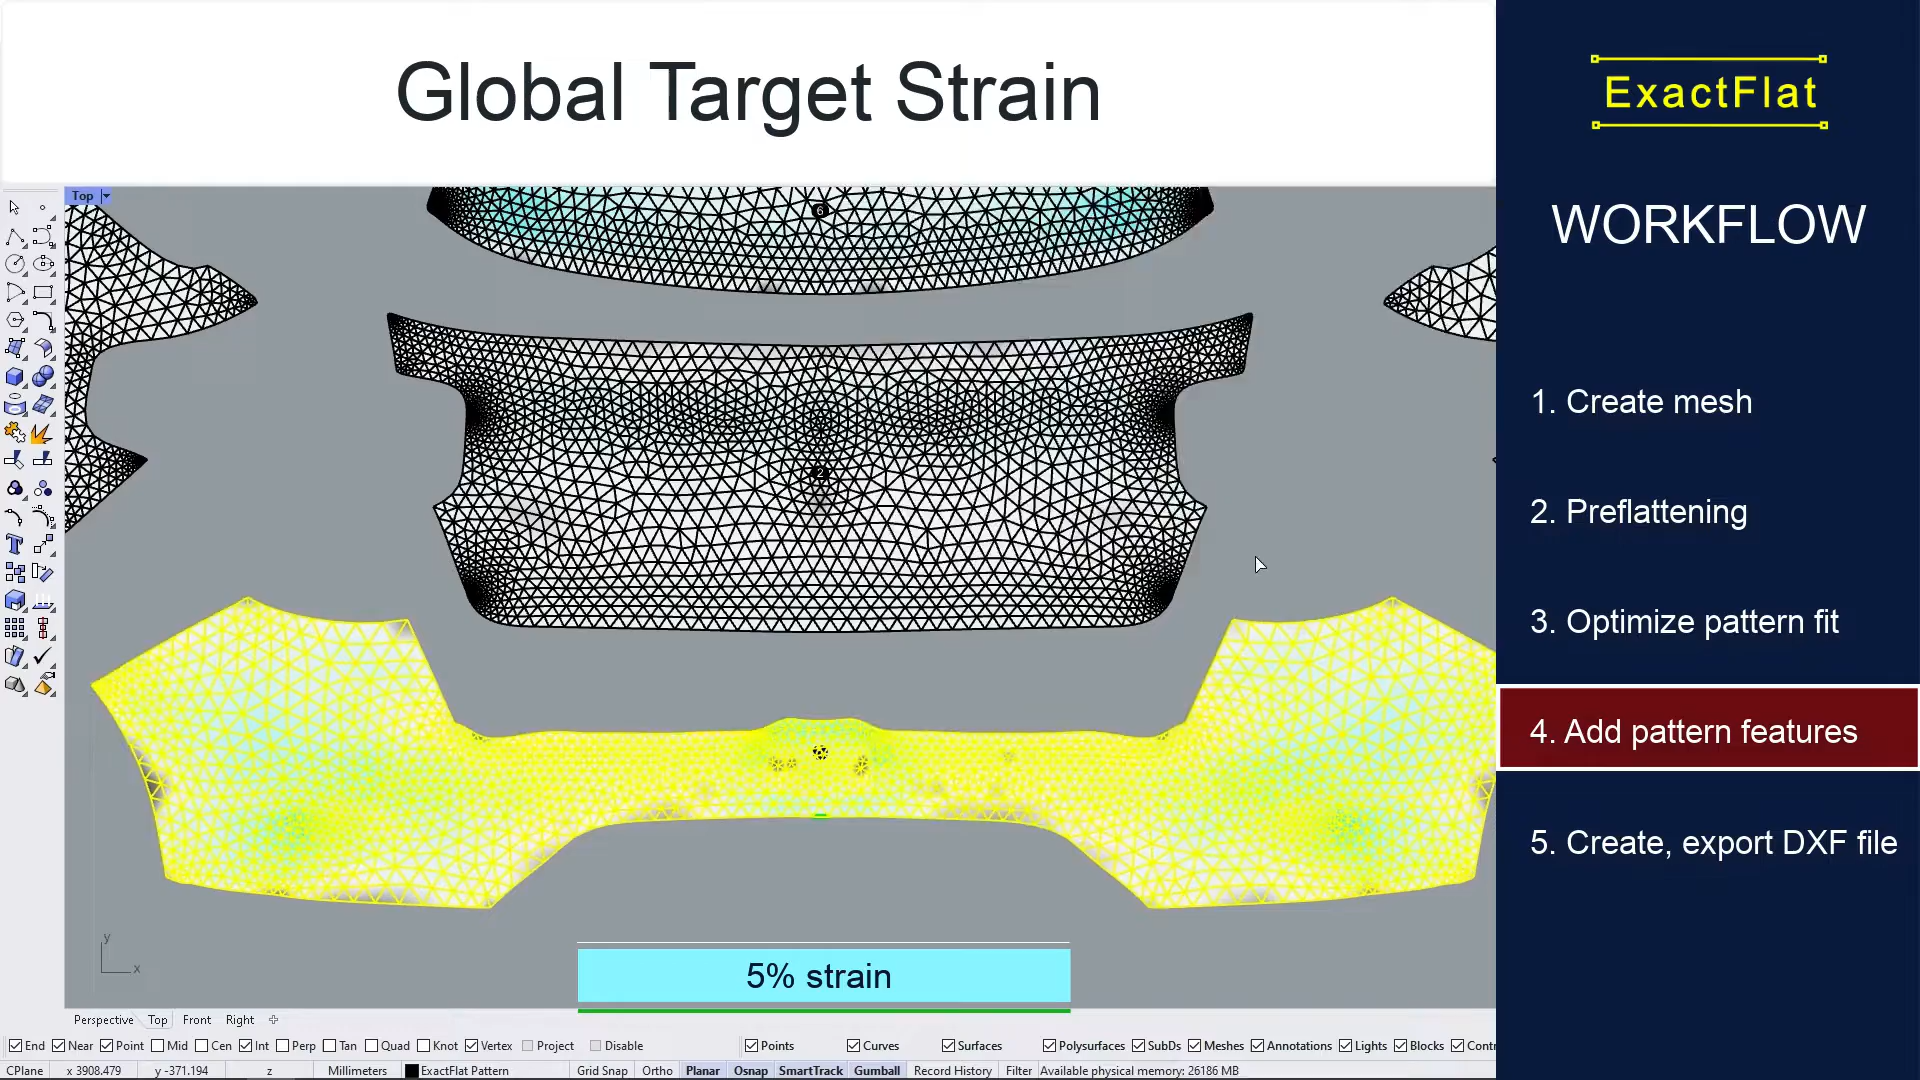 Global Target Strain
ExactFlat
WORKFLOW
1. Create mesh
2. Preflattening
3. Optimize pattern fit
4. Add pattern features
5. Create, export DXF file
Top
6
2
y
x
5% strain
Perspective Top Front Right
End Near Point Mid Cen Int Perp Tan Quad Knot Vertex Project Disable Points Curves Surfaces Polysurfaces SubDs Meshes Annotations Lights Blocks Contr
CPlane x 3908.479 y -371.194 z Millimeters ExactFlat Pattern Grid Snap Ortho Planar Osnap SmartTrack Gumball Record History Filter Available physical memory: 26186 MB